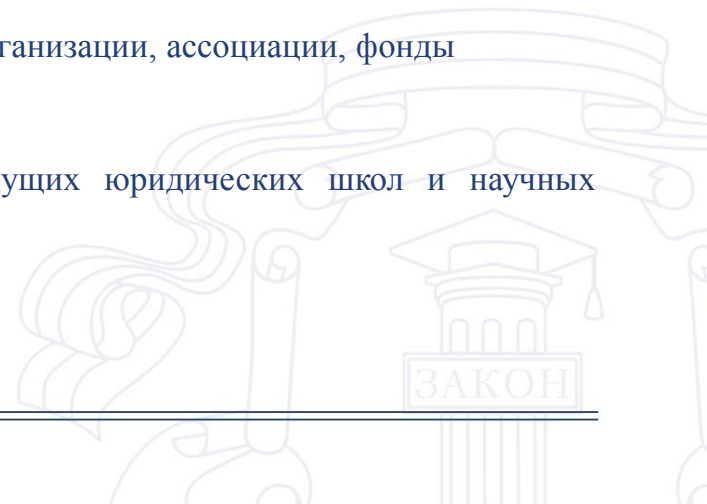 ганизации, ассоциации, фонды
ущих юридических школ и научных
ЗАКОН